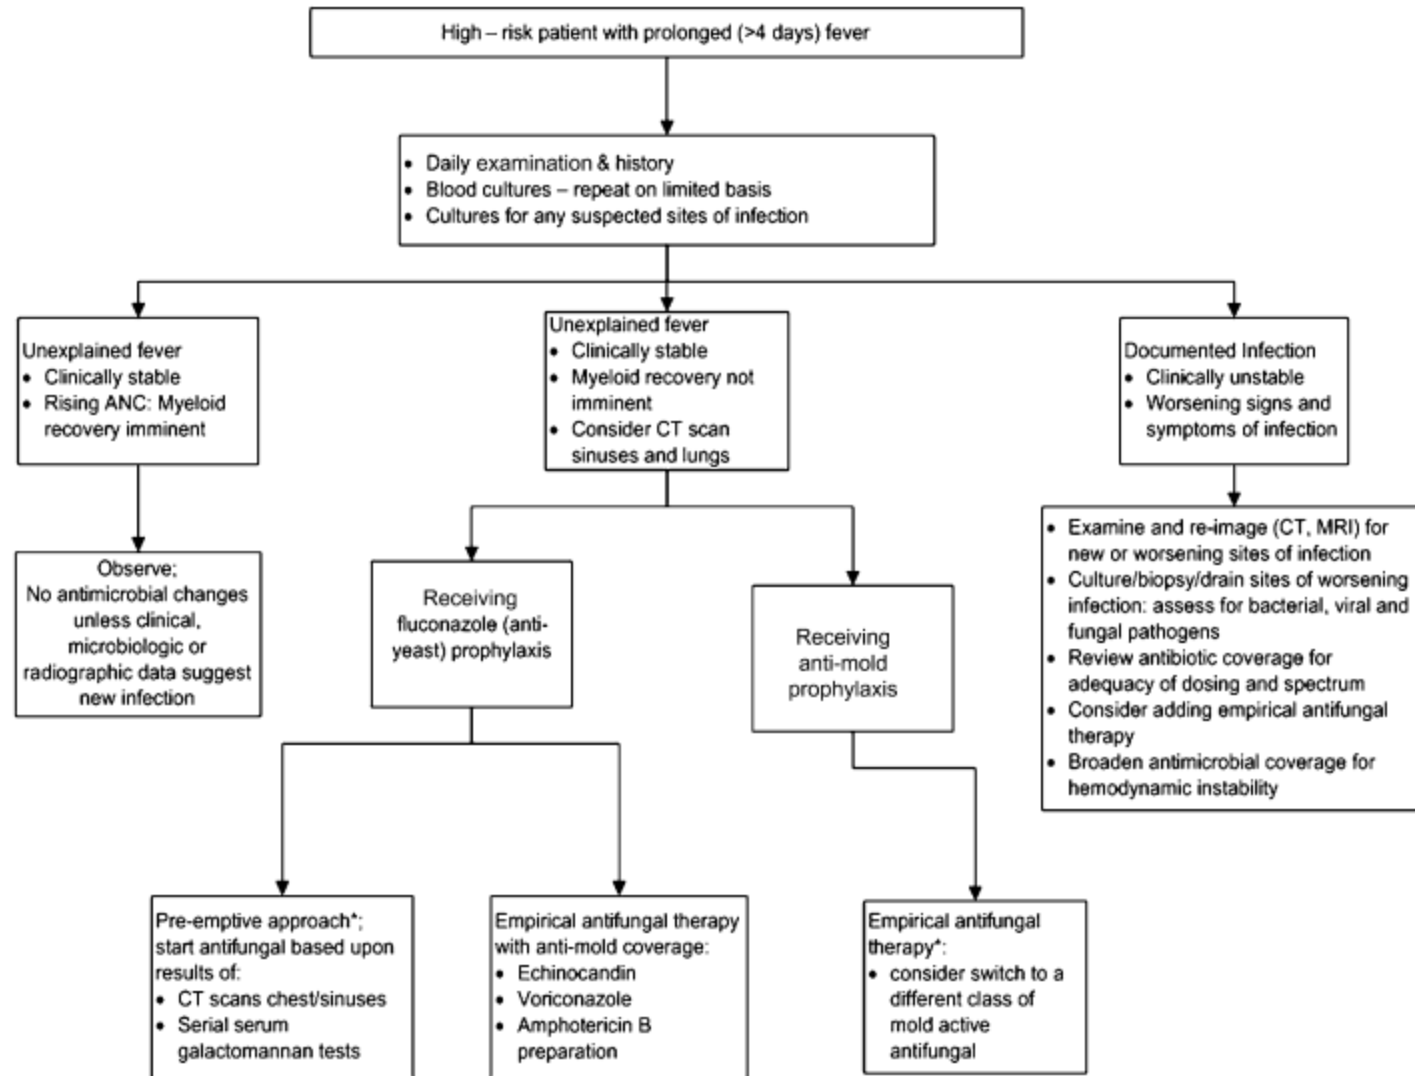 High – risk patient with prolonged (>4 days) fever
• Daily examination & history
• Blood cultures – repeat on limited basis
• Cultures for any suspected sites of infection
Unexplained fever
• Clinically stable
• Rising ANC: Myeloid
recovery imminent
Unexplained fever
• Clinically stable
• Myeloid recovery not
imminent
• Consider CT scan
sinuses and lungs
Documented Infection
• Clinically unstable
• Worsening signs and
symptoms of infection
Observe;
No antimicrobial changes
unless clinical,
microbiologic or
radiographic data suggest
new infection
Receiving
fluconazole (anti-
yeast) prophylaxis
Receiving
anti-mold
prophylaxis
• Examine and re-image (CT, MRI) for
new or worsening sites of infection
• Culture/biopsy/drain sites of worsening
infection: assess for bacterial, viral and
fungal pathogens
• Review antibiotic coverage for
adequacy of dosing and spectrum
• Consider adding empirical antifungal
therapy
• Broaden antimicrobial coverage for
hemodynamic instability
Pre-emptive approach*;
start antifungal based upon
results of:
• CT scans chest/sinuses
• Serial serum
galactomannan tests
Empirical antifungal therapy
with anti-mold coverage:
• Echinocandin
• Voriconazole
• Amphotericin B
preparation
Empirical antifungal
therapy*:
• consider switch to a
different class of
mold active
antifungal